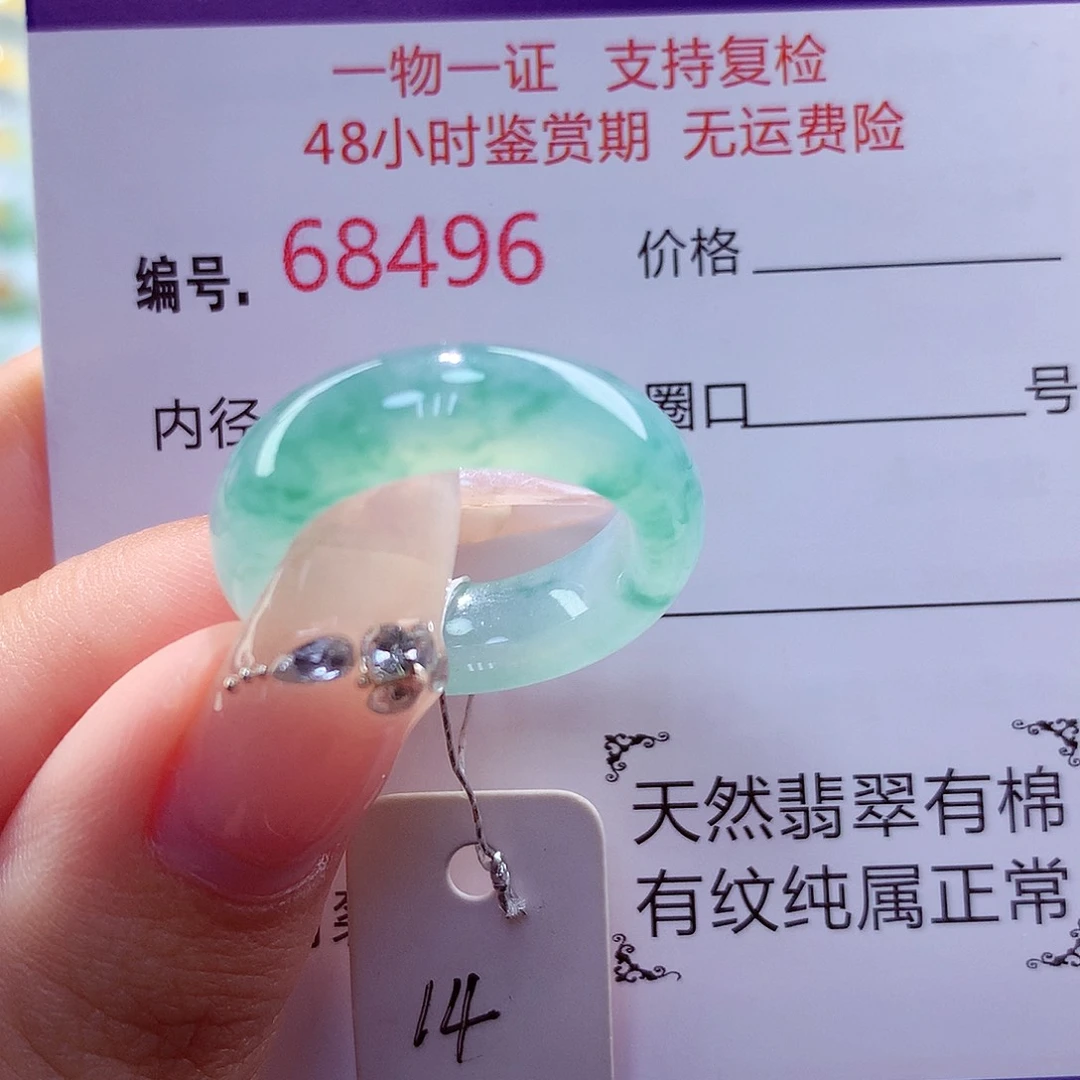 一物一证 支持复检
48小时鉴赏期 无运费险
编号. 68496 价格
内径 圈口 号
天然翡翠有棉
有纹纯属正常
14